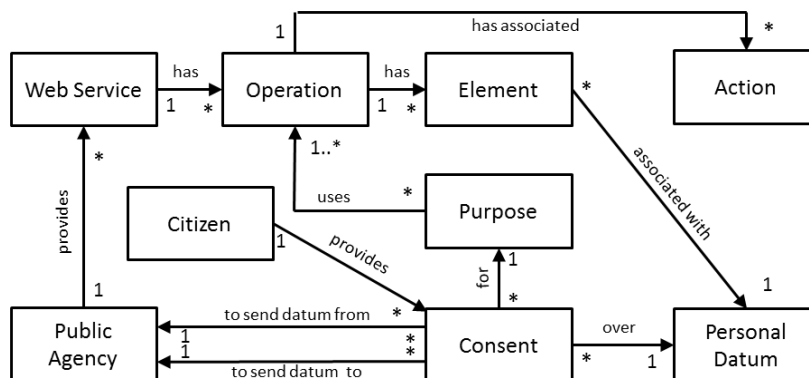 1
has associated
*
Web Service
has
1
*
Operation
has
1
*
Element
*
Action
*
1..*
provides
uses
*
Purpose
associated with
Citizen
1
provides
1
for
1
1
to send datum from
*
*
Public
Agency
1
1
*
*
Consent
over
*
1
Personal
Datum
to send datum to